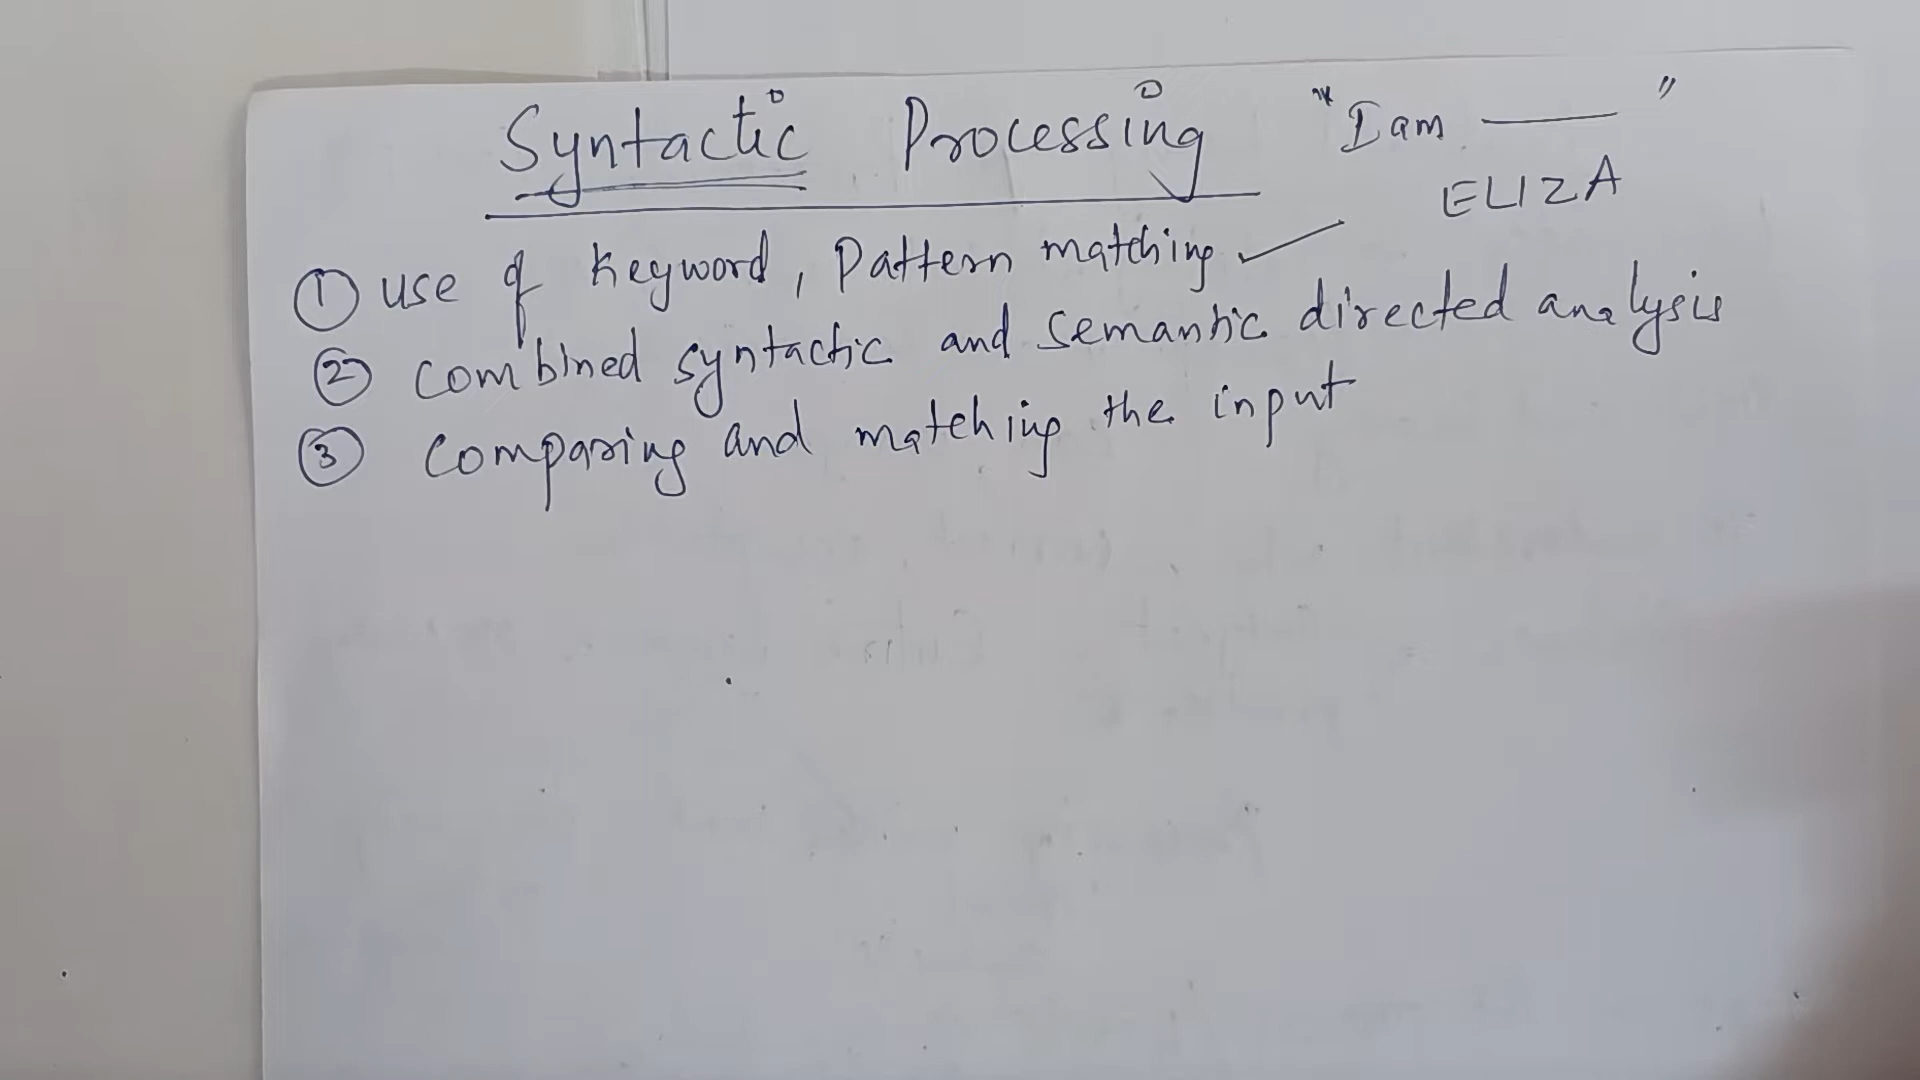 Syntactic Processing
"I am ——— "
ELIZA
① use of keyword, Pattern matching ✓
② combined syntactic and semantic directed analysis
③ comparing and matching the input